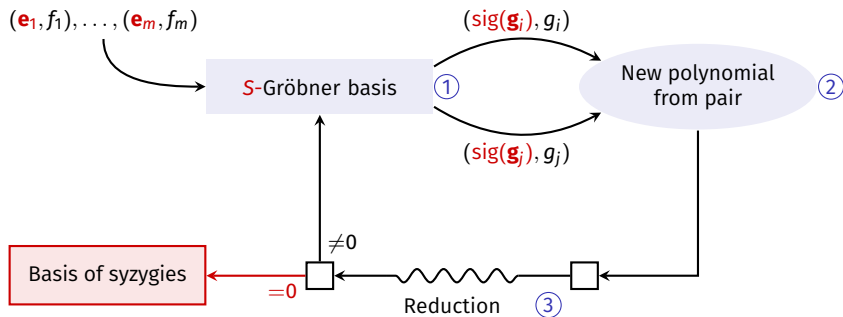 (e₁, f₁), . . . , (eₘ, fₘ)
(sig(gᵢ), gᵢ)
S-Gröbner basis ①
New polynomial
from pair ②
(sig(gⱼ), gⱼ)
≠0
Basis of syzygies
=0
Reduction ③